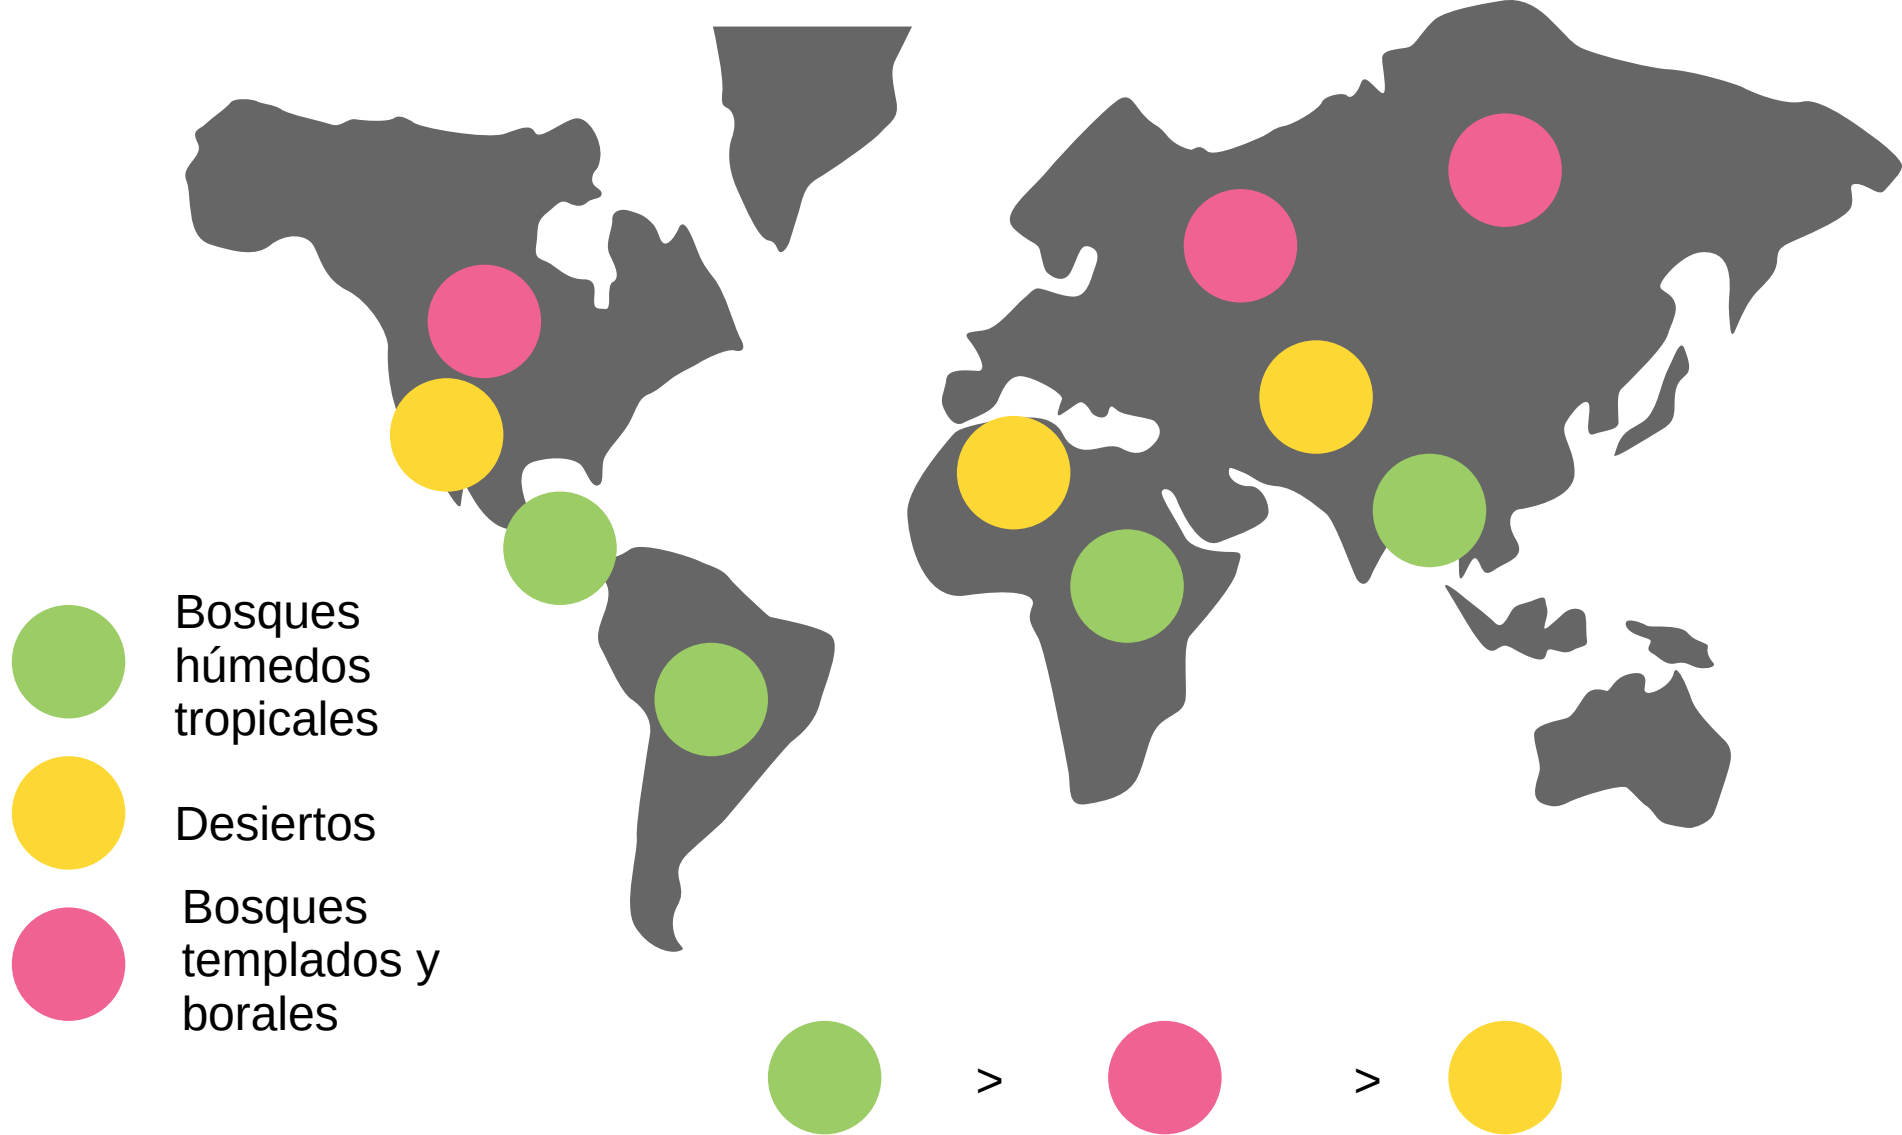 Bosques
húmedos
tropicales
Desiertos
Bosques
templados y
borales
> >